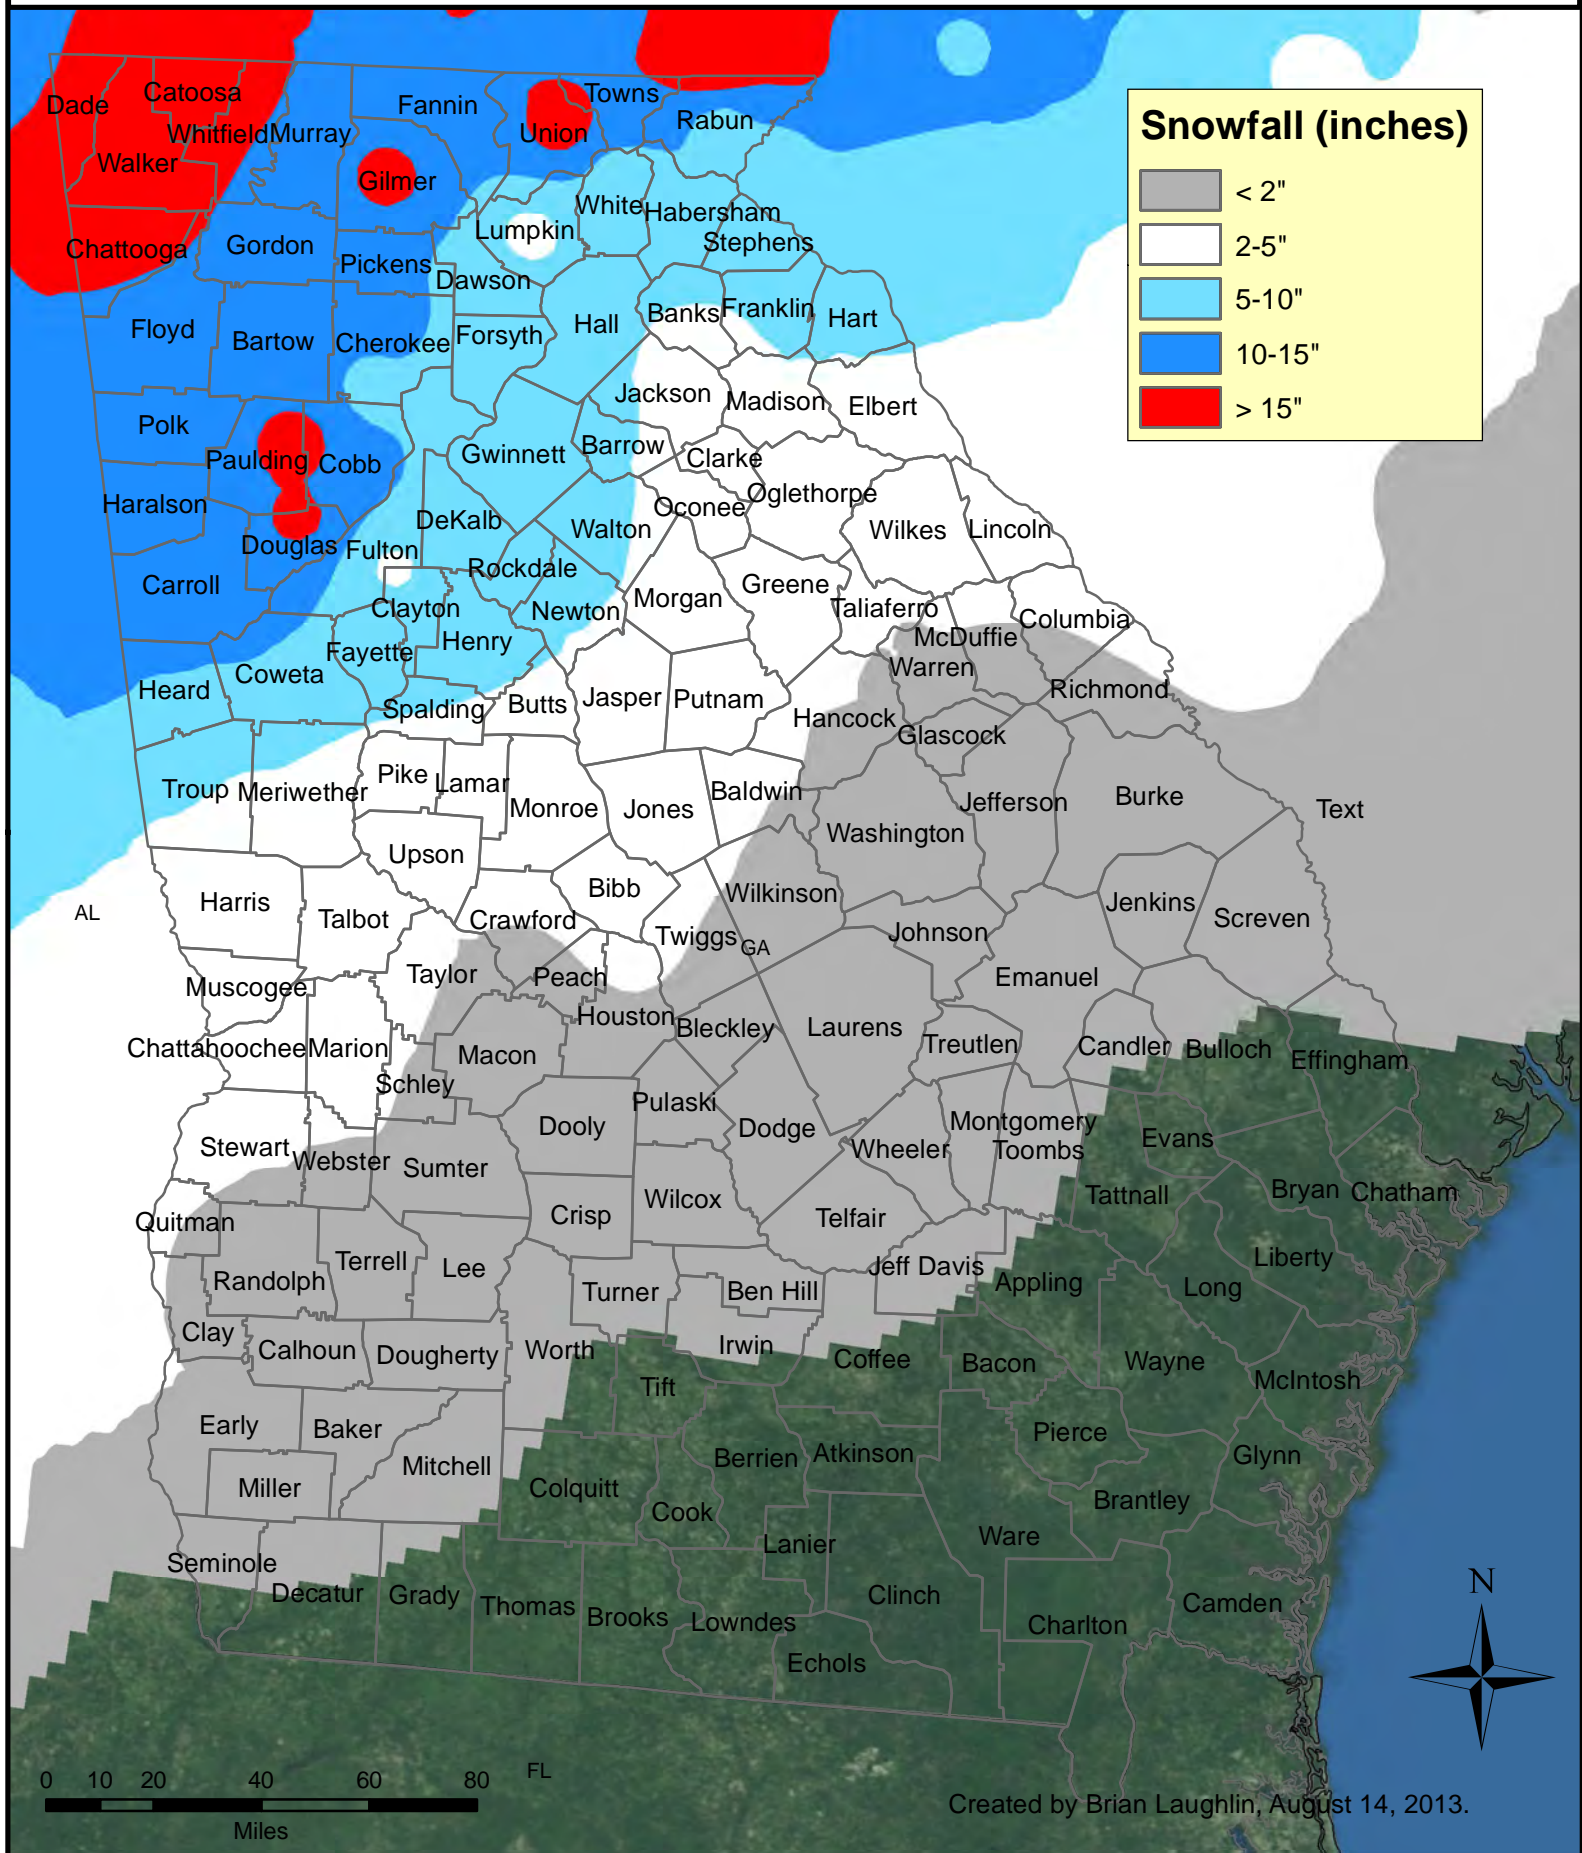 Dade
Catoosa
Fannin
Towns
Union
Rabun
Whitfield
Murray
Walker
Gilmer
White
Habersham
Lumpkin
Stephens
Chattooga
Gordon
Pickens
Dawson
Floyd
Bartow
Cherokee
Forsyth
Hall
Banks
Franklin
Hart
Snowfall (inches)
< 2"
2-5"
5-10"
10-15"
> 15"
Jackson
Madison
Elbert
Polk
Paulding
Cobb
Gwinnett
Barrow
Clarke
Haralson
Oconee
Oglethorpe
DeKalb
Walton
Wilkes
Lincoln
Douglas
Fulton
Rockdale
Carroll
Clayton
Newton
Morgan
Greene
Taliaferro
Columbia
Fayette
Henry
McDuffie
Warren
Heard
Coweta
Spalding
Butts
Jasper
Putnam
Richmond
Hancock
Glascock
Troup
Meriwether
Pike
Lamar
Monroe
Jones
Baldwin
Jefferson
Burke
Text
Washington
Upson
Harris
Talbot
Crawford
Bibb
Wilkinson
Jenkins
Screven
AL
Twiggs
GA
Johnson
Taylor
Peach
Emanuel
Muscogee
Houston
Bleckley
Laurens
Treutlen
Candler
Bulloch
Effingham
Chattahoochee
Marion
Macon
Schley
Pulaski
Dooly
Dodge
Montgomery
Wheeler
Toombs
Evans
Stewart
Webster
Sumter
Wilcox
Tattnall
Bryan
Chatham
Quitman
Crisp
Telfair
Terrell
Lee
Randolph
Turner
Ben Hill
Jeff Davis
Appling
Long
Liberty
Clay
Calhoun
Dougherty
Worth
Irwin
Coffee
Bacon
Wayne
McIntosh
Tift
Early
Baker
Pierce
Mitchell
Berrien
Atkinson
Glynn
Miller
Colquitt
Cook
Brantley
Lanier
Ware
Seminole
Decatur
Grady
Thomas
Brooks
Lowndes
Clinch
Charlton
Camden
Echols
N
0 10 20 40 60 80
Miles
FL
Created by Brian Laughlin, August 14, 2013.